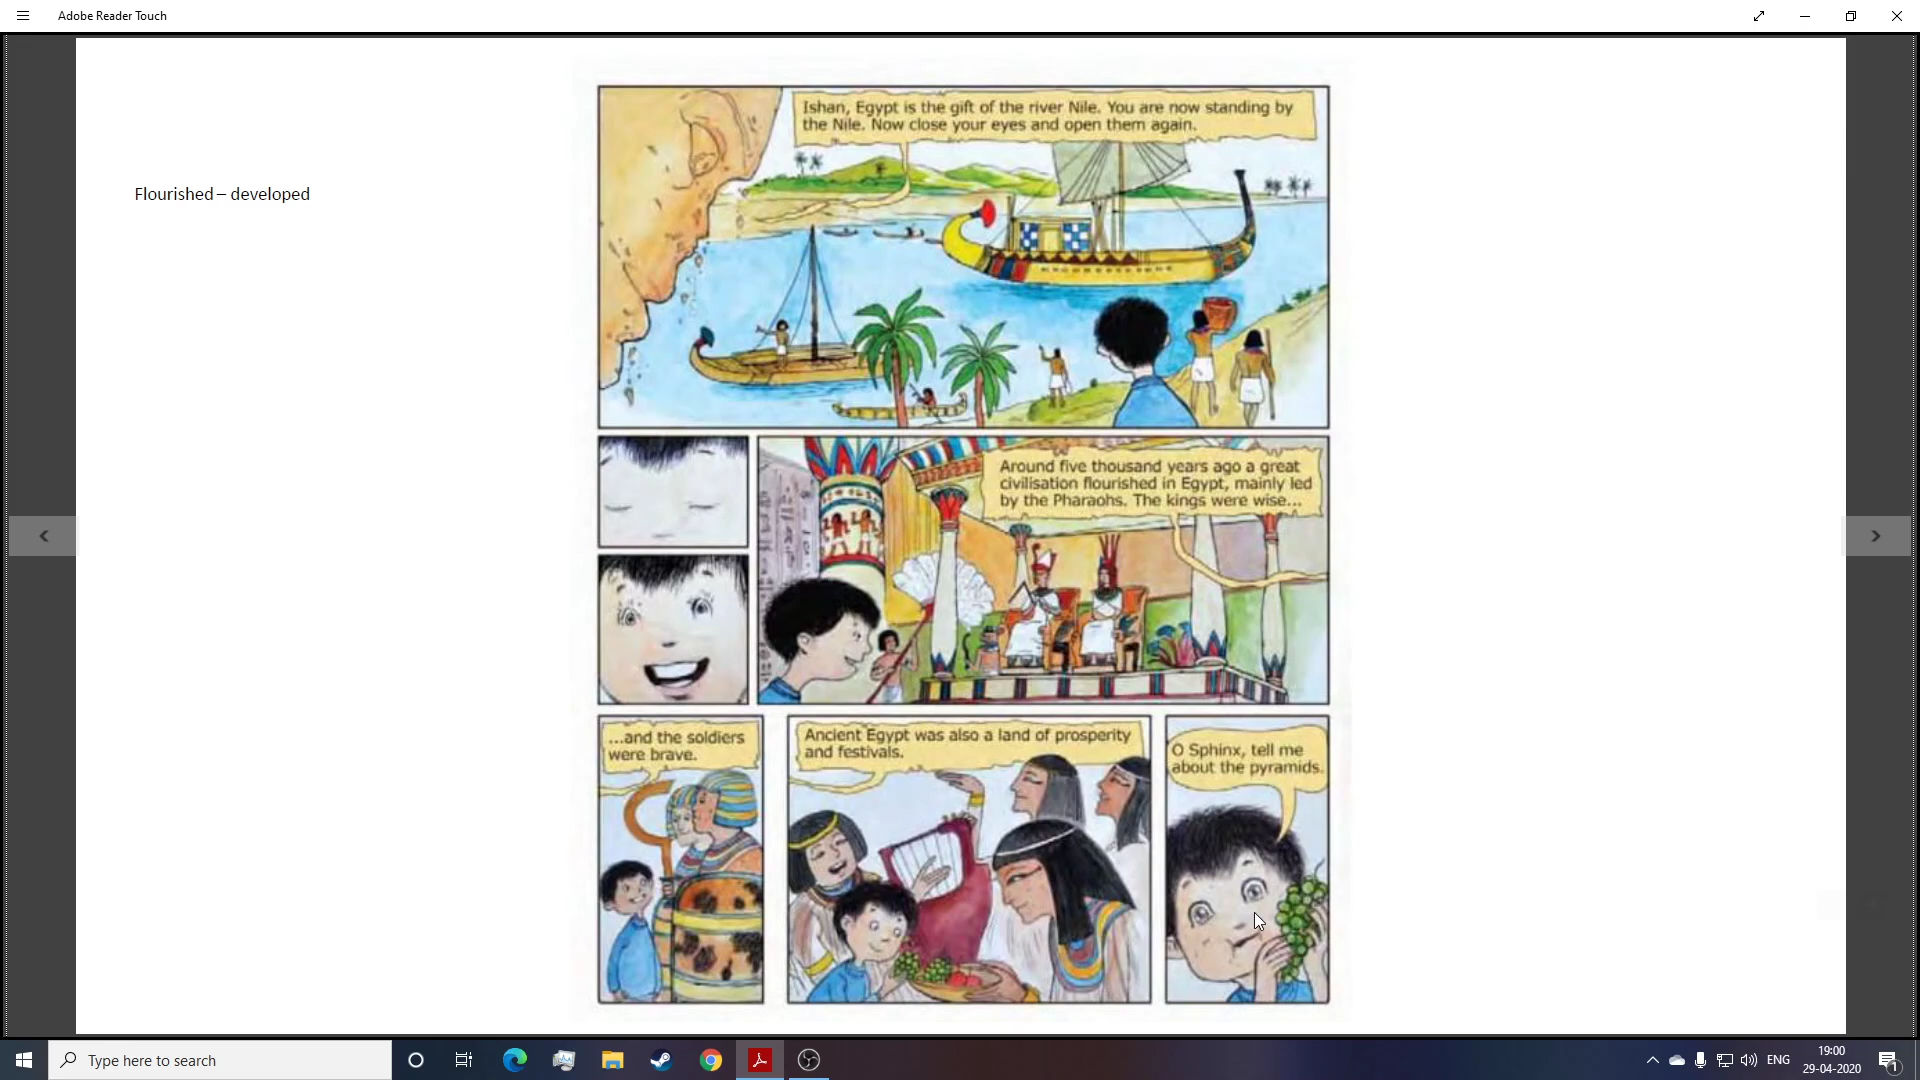 Adobe Reader Touch
Ishan, Egypt is the gift of the river Nile. You are now standing by
the Nile. Now close your eyes and open them again.
Flourished – developed
Around five thousand years ago a great
civilisation flourished in Egypt, mainly led
by the Pharaohs. The kings were wise...
...and the soldiers
were brave.
Ancient Egypt was also a land of prosperity
and festivals.
O Sphinx, tell me
about the pyramids.
Type here to search
ENG
19:00
29-04-2020
1